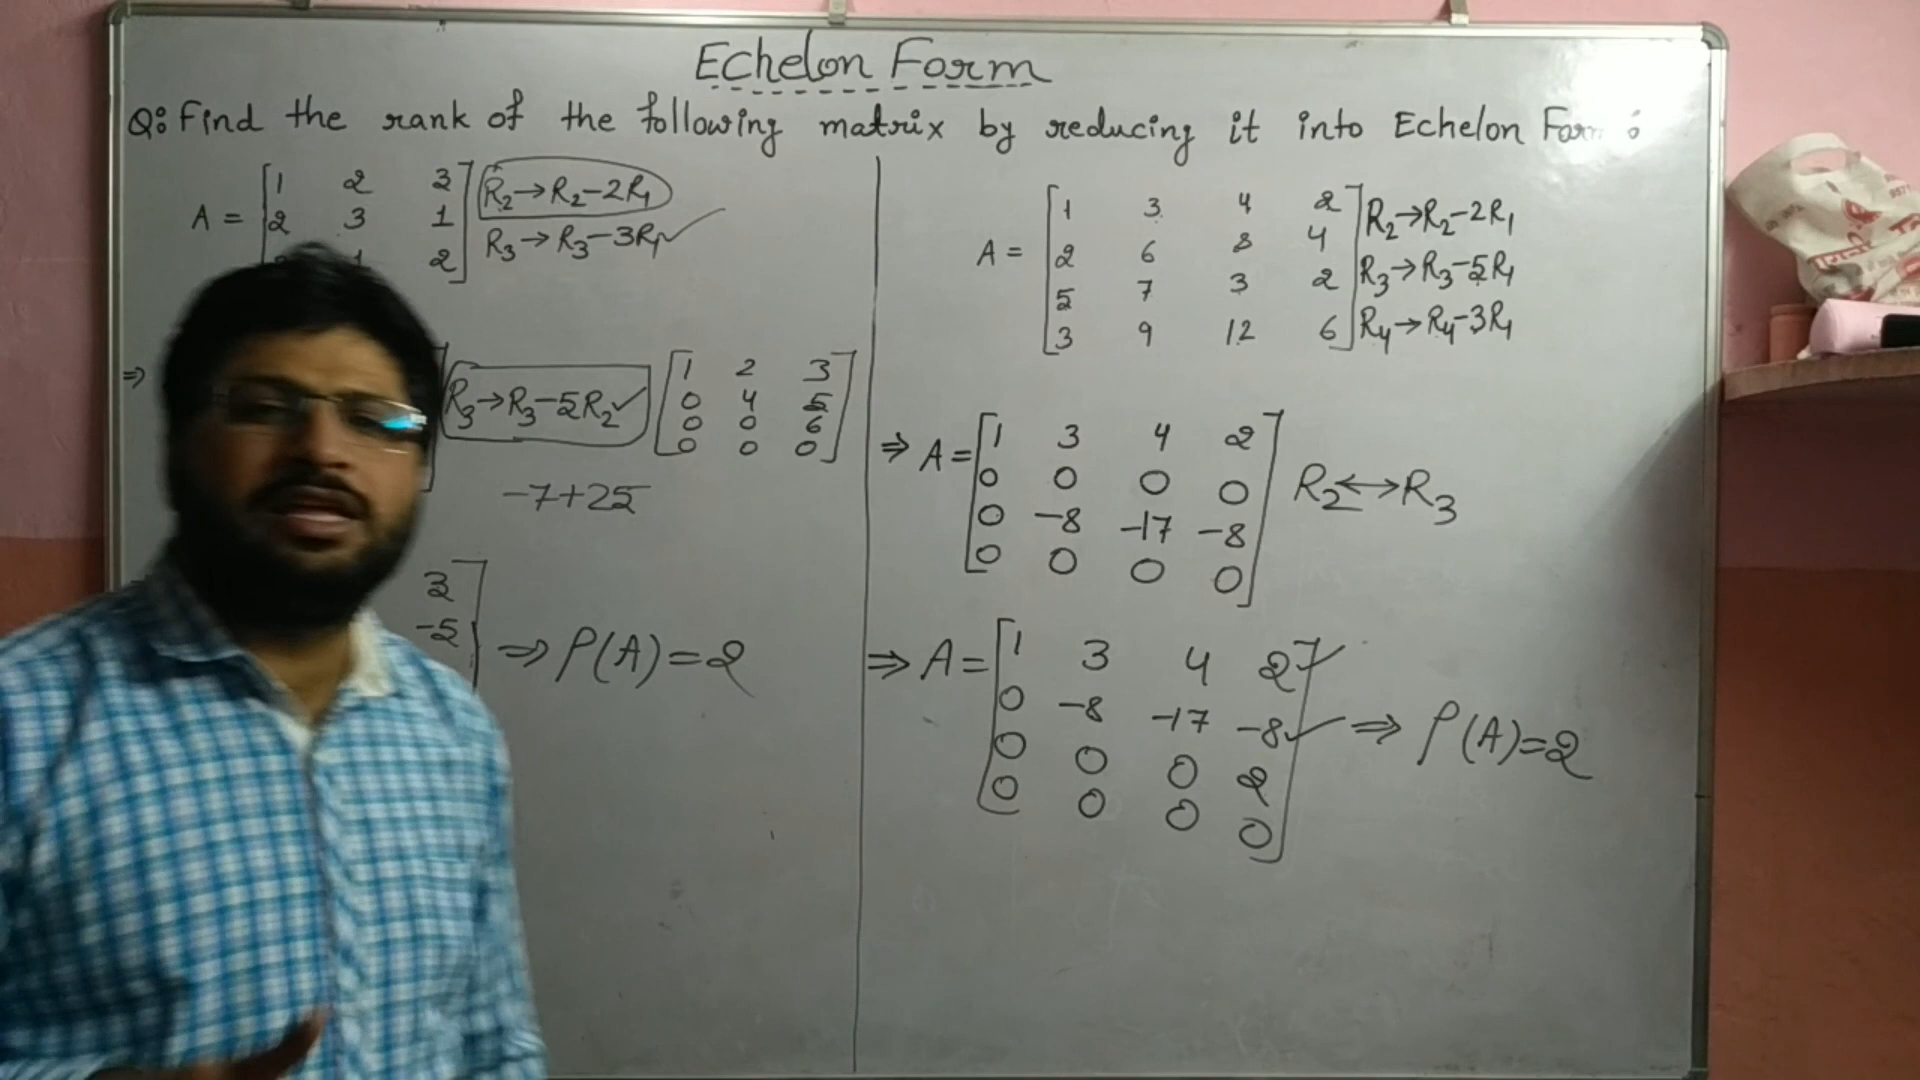 Echelon Form
Q: Find the rank of the following matrix by reducing it into Echelon Form :
A = [ 1 2 3 ] R2→R2-2R1
2 3 1
R3→R3-3R1 ✓
1 2
⇒
R3→R3-5R2 ✓
1 2 3
0 4 5
0 0 6
0 0 0
-7+25
3
-5
⇒ ρ(A)=2
A = [ 1 3 4 2 ] R2→R2-2R1
2 6 8 4
5 7 3 2 R3→R3-5R1
3 9 12 6 R4→R4-3R1
⇒ A = [ 1 3 4 2 ]
0 0 0 0 R2↔R3
0 -8 -17 -8
0 0 0 0
⇒ A = [ 1 3 4 2 ] ✓
0 -8 -17 -8 ✓ ⇒ ρ(A)=2
0 0 0 2
0 0 0 0